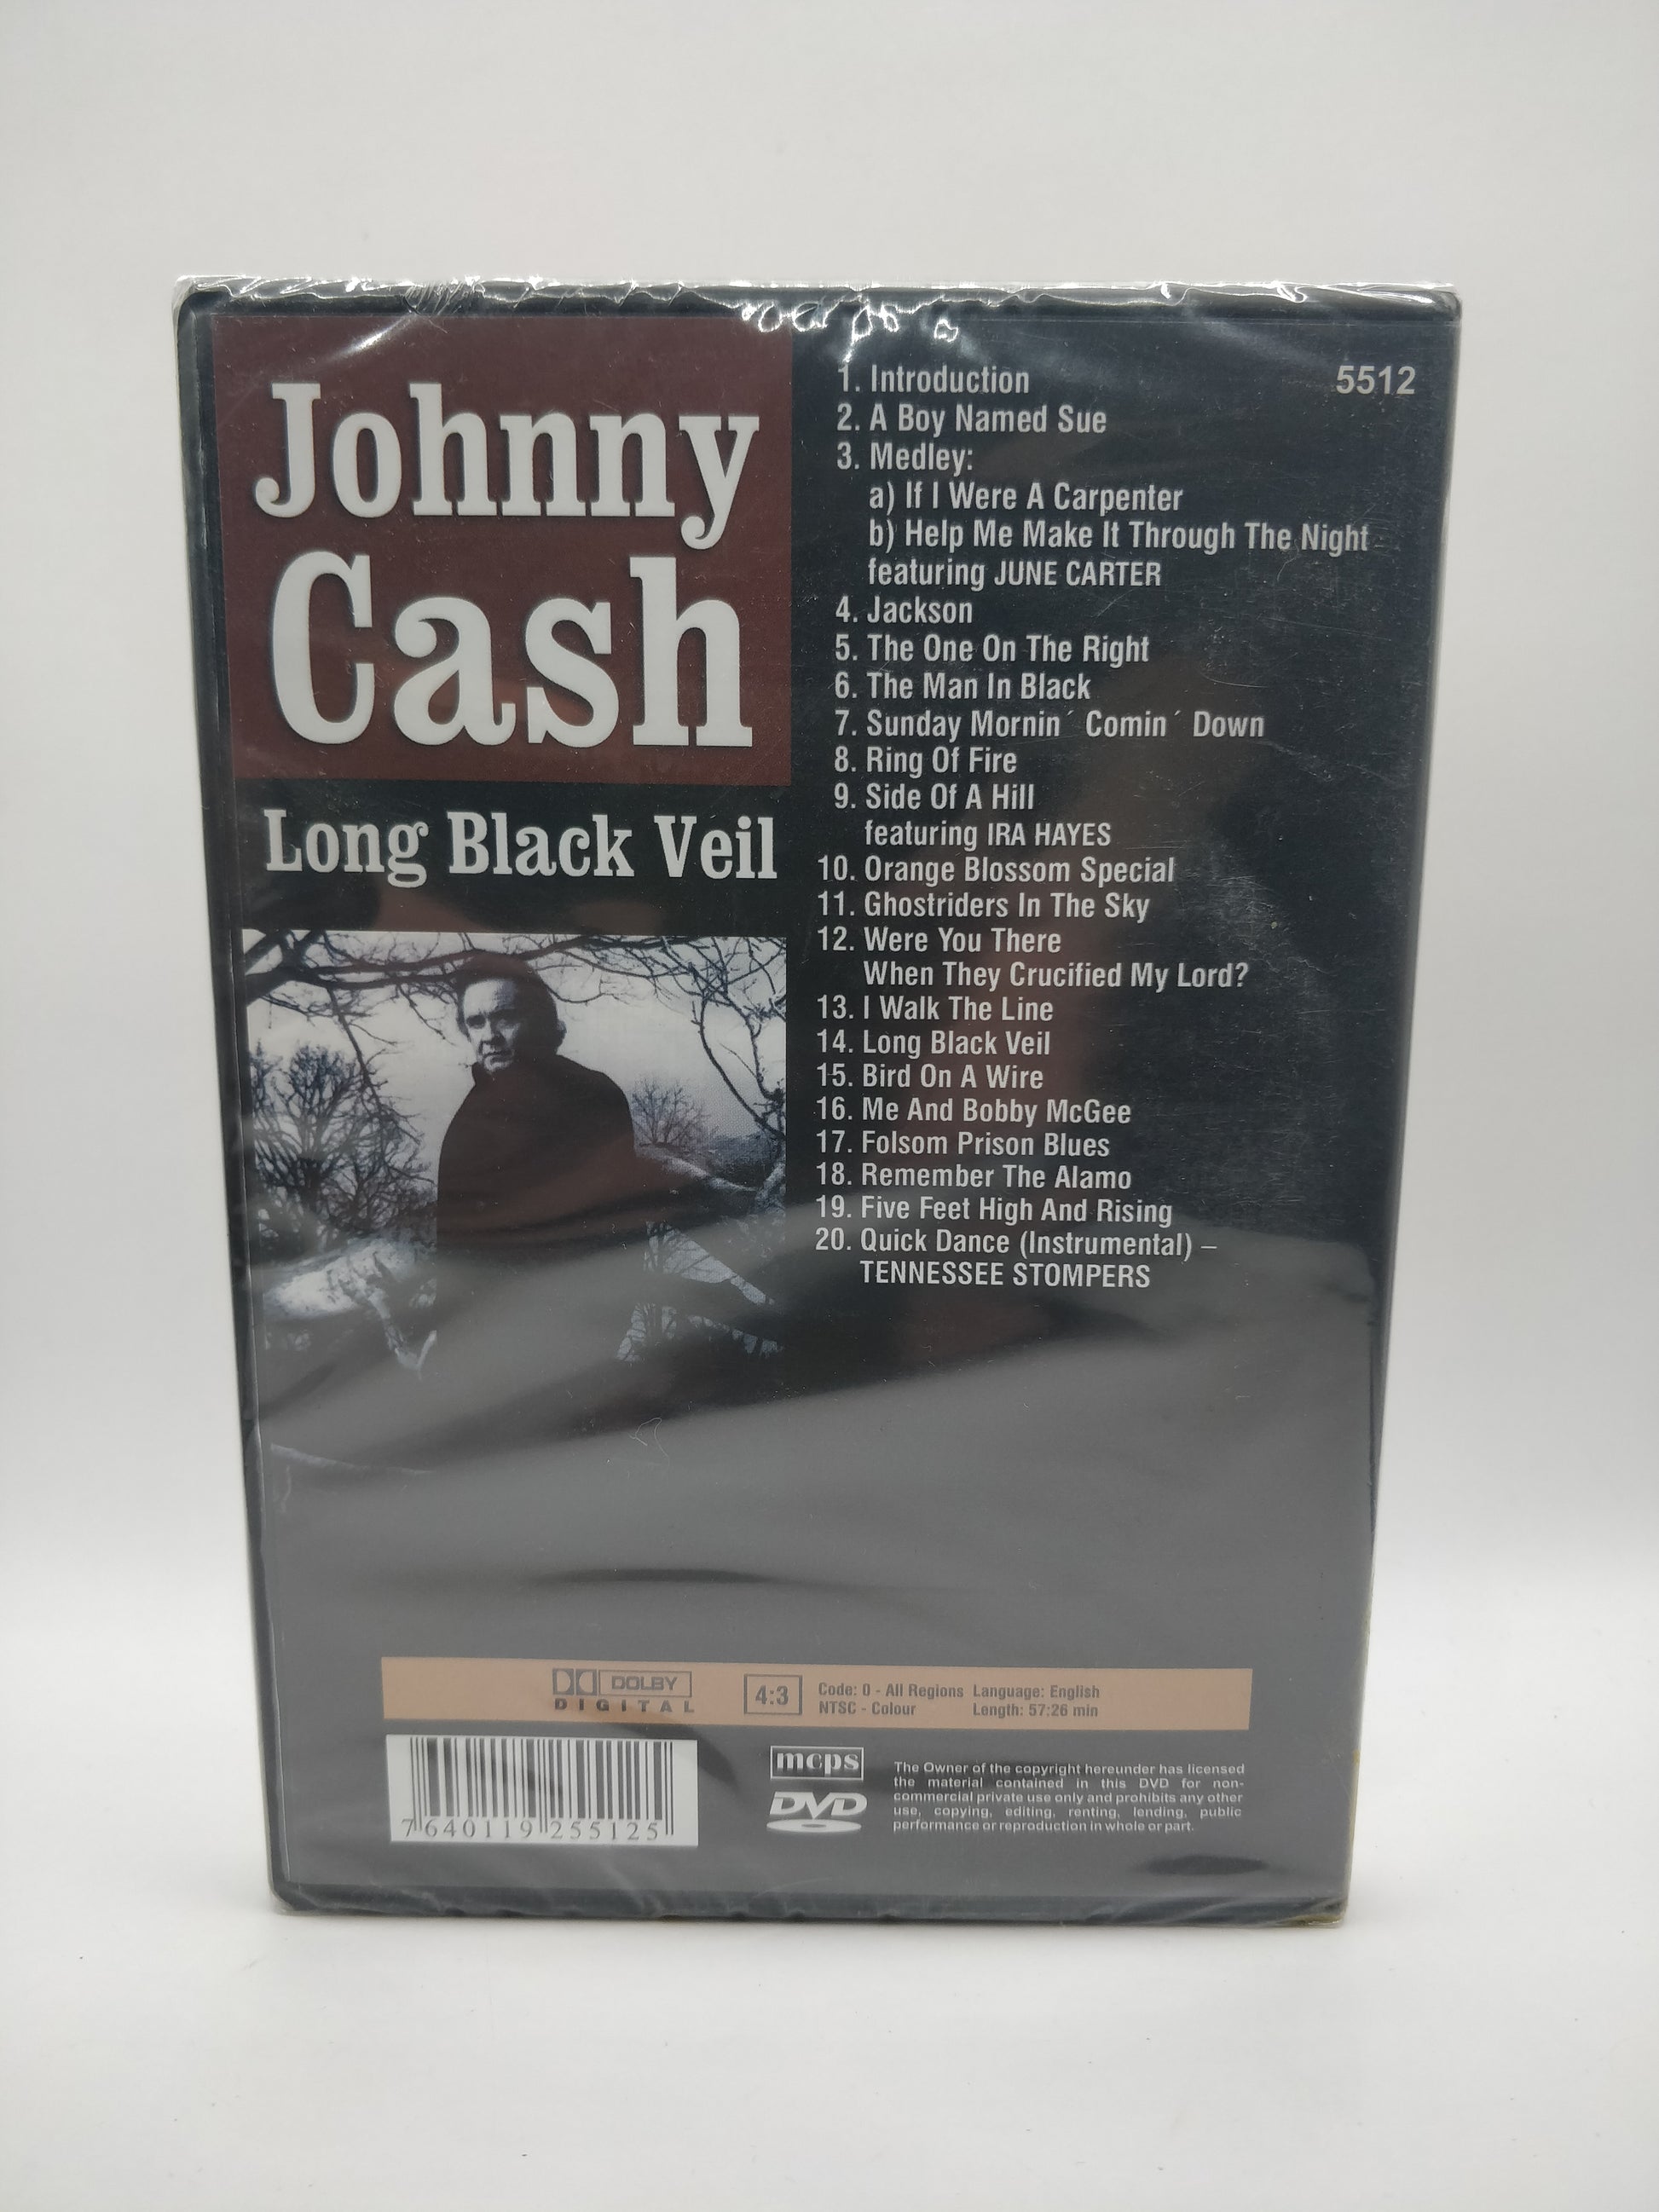 Johnny
Cash
Long Black Veil
5512
1. Introduction
2. A Boy Named Sue
3. Medley:
a) If I Were A Carpenter
b) Help Me Make It Through The Night
featuring JUNE CARTER
4. Jackson
5. The One On The Right
6. The Man In Black
7. Sunday Mornin´ Comin´ Down
8. Ring Of Fire
9. Side Of A Hill
featuring IRA HAYES
10. Orange Blossom Special
11. Ghostriders In The Sky
12. Were You There
When They Crucified My Lord?
13. I Walk The Line
14. Long Black Veil
15. Bird On A Wire
16. Me And Bobby McGee
17. Folsom Prison Blues
18. Remember The Alamo
19. Five Feet High And Rising
20. Quick Dance (Instrumental) –
TENNESSEE STOMPERS
DOLBY
DIGITAL
4:3
Code: 0 - All Regions Language: English
NTSC - Colour Length: 57:26 min
7 640119 255125
mcps
DVD
The Owner of the copyright hereunder has licensed
the material contained in this DVD for non-
commercial private use only and prohibits any other
use, copying, editing, renting, lending, public
performance or reproduction in whole or part.